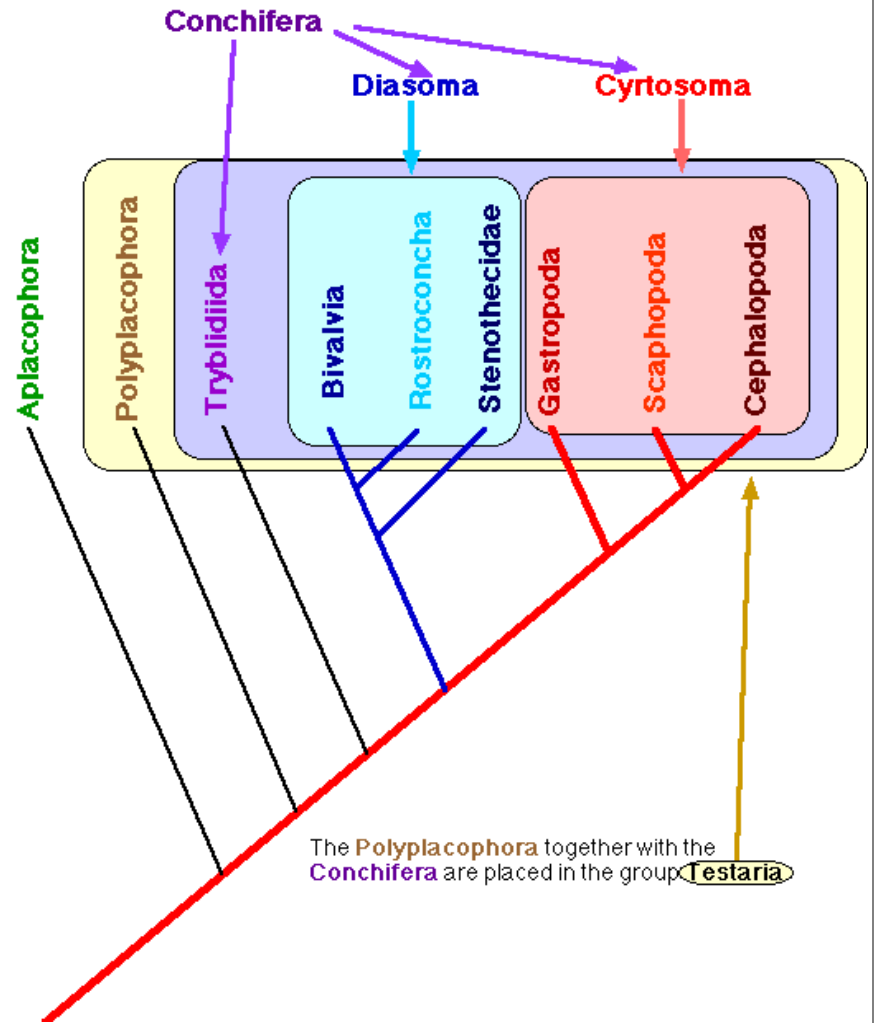 Conchifera
Diasoma
Cyrtosoma
Aplacophora
Polyplacophora
Tryblidiida
Bivalvia
Rostroconcha
Stenothecidae
Gastropoda
Scaphopoda
Cephalopoda
The Polyplacophora together with the
Conchifera are placed in the group Testaria